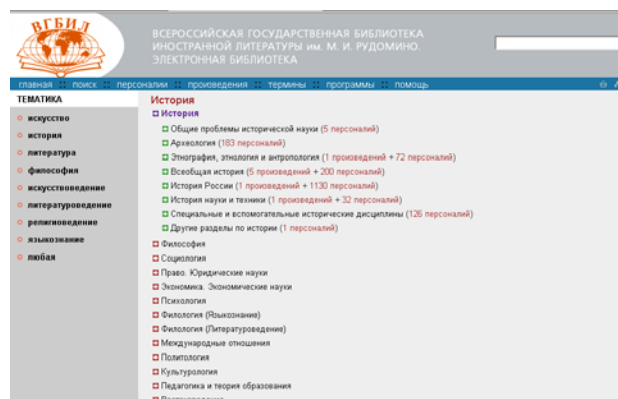 ВГБИЛ
ВСЕРОССИЙСКАЯ ГОСУДАРСТВЕННАЯ БИБЛИОТЕКА
ИНОСТРАННОЙ ЛИТЕРАТУРЫ им. М. И. РУДОМИНО.
ЭЛЕКТРОННАЯ БИБЛИОТЕКА
главная :: поиск :: персоналии :: произведения :: термины :: программы :: помощь
ТЕМАТИКА
искусство
история
литература
философия
искусствоведение
литературоведение
религиоведение
языкознание
любая
История
История
Общие проблемы исторической науки (5 персоналий)
Археология (183 персоналий)
Этнография, этнология и антропология (1 произведений + 72 персоналий)
Всеобщая история (5 произведений + 200 персоналий)
История России (1 произведений + 1130 персоналий)
История науки и техники (1 произведений + 32 персоналий)
Специальные и вспомогательные исторические дисциплины (126 персоналий)
Другие разделы по истории (1 персоналий)
Философия
Социология
Право. Юридические науки
Экономика. Экономические науки
Психология
Филология (Языкознание)
Филология (Литературоведение)
Международные отношения
Политология
Культурология
Педагогика и теория образования